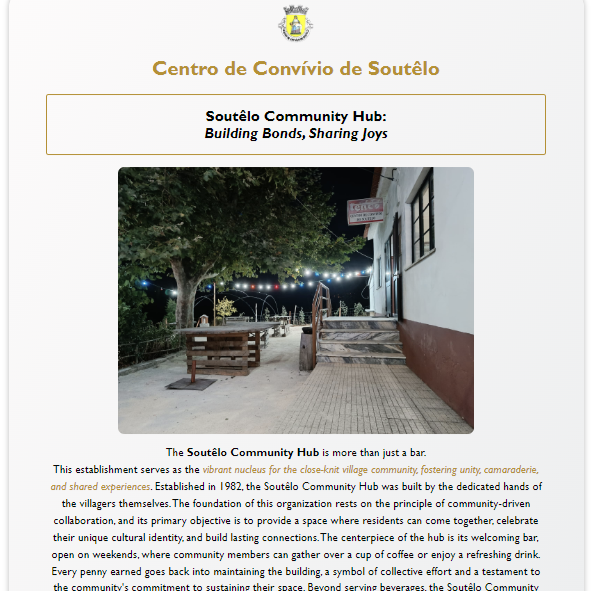 Centro de Convívio de Soutêlo
Soutêlo Community Hub:
Building Bonds, Sharing Joys
The Soutêlo Community Hub is more than just a bar.
This establishment serves as the vibrant nucleus for the close-knit village community, fostering unity, camaraderie,
and shared experiences. Established in 1982, the Soutêlo Community Hub was built by the dedicated hands of
the villagers themselves. The foundation of this organization rests on the principle of community-driven
collaboration, and its primary objective is to provide a space where residents can come together, celebrate
their unique cultural identity, and build lasting connections. The centerpiece of the hub is its welcoming bar,
open on weekends, where community members can gather over a cup of coffee or enjoy a refreshing drink.
Every penny earned goes back into maintaining the building, a symbol of collective effort and a testament to
the community's commitment to sustaining their space. Beyond serving beverages, the Soutêlo Community